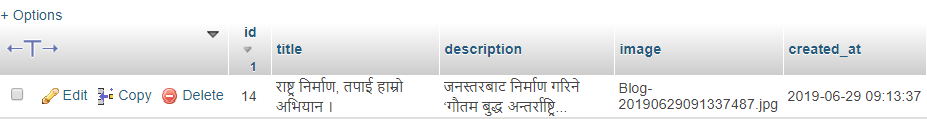 + Options
←T→ id title description image created_at
1
Edit Copy Delete 14 राष्ट्र निर्माण, तपाई हाम्रो जनस्तरबाट निर्माण गरिने Blog- 2019-06-29 09:13:37
अभियान । 'गौतम बुद्ध अन्तर्राष्ट्रि... 20190629091337487.jpg